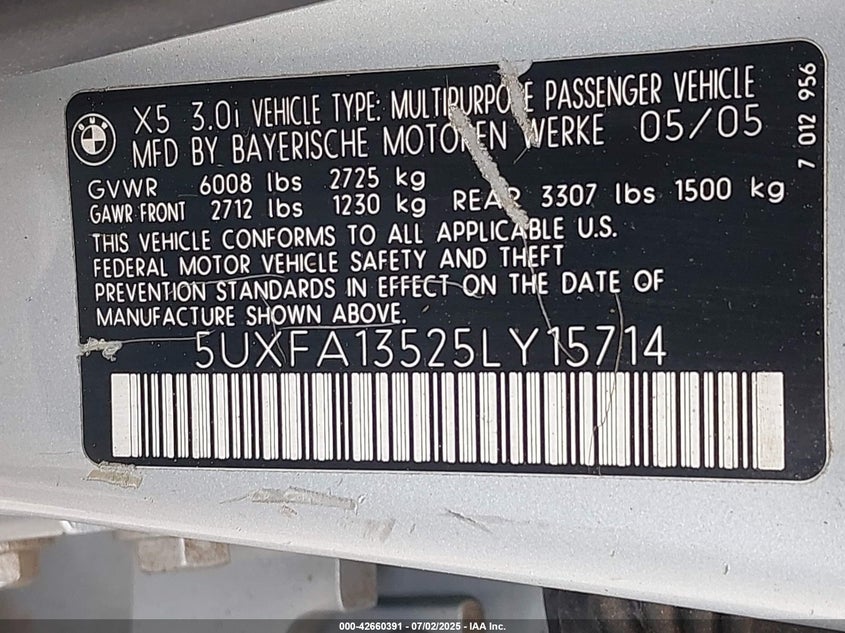 X5 3.0i VEHICLE TYPE: MULTIPURPOSE PASSENGER VEHICLE
MFD BY BAYERISCHE MOTOREN WERKE 05/05
7 012 956
GVWR 6008 lbs 2725 kg
GAWR FRONT 2712 lbs 1230 kg REAR 3307 lbs 1500 kg
THIS VEHICLE CONFORMS TO ALL APPLICABLE U.S.
FEDERAL MOTOR VEHICLE SAFETY AND THEFT
PREVENTION STANDARDS IN EFFECT ON THE DATE OF
MANUFACTURE SHOWN ABOVE.
5UXFA13525LY15714
000-42660391 - 07/02/2025 - IAA Inc.